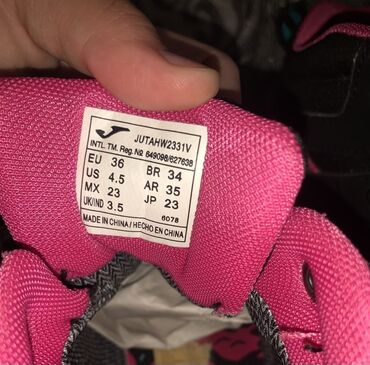 JUTAHW2331V
INTL. TM. Reg. Nº 649098/627638
EU 36 BR 34
US 4.5 AR 35
MX 23 JP 23
UK/IND 3.5 6078
MADE IN CHINA / HECHO EN CHINA